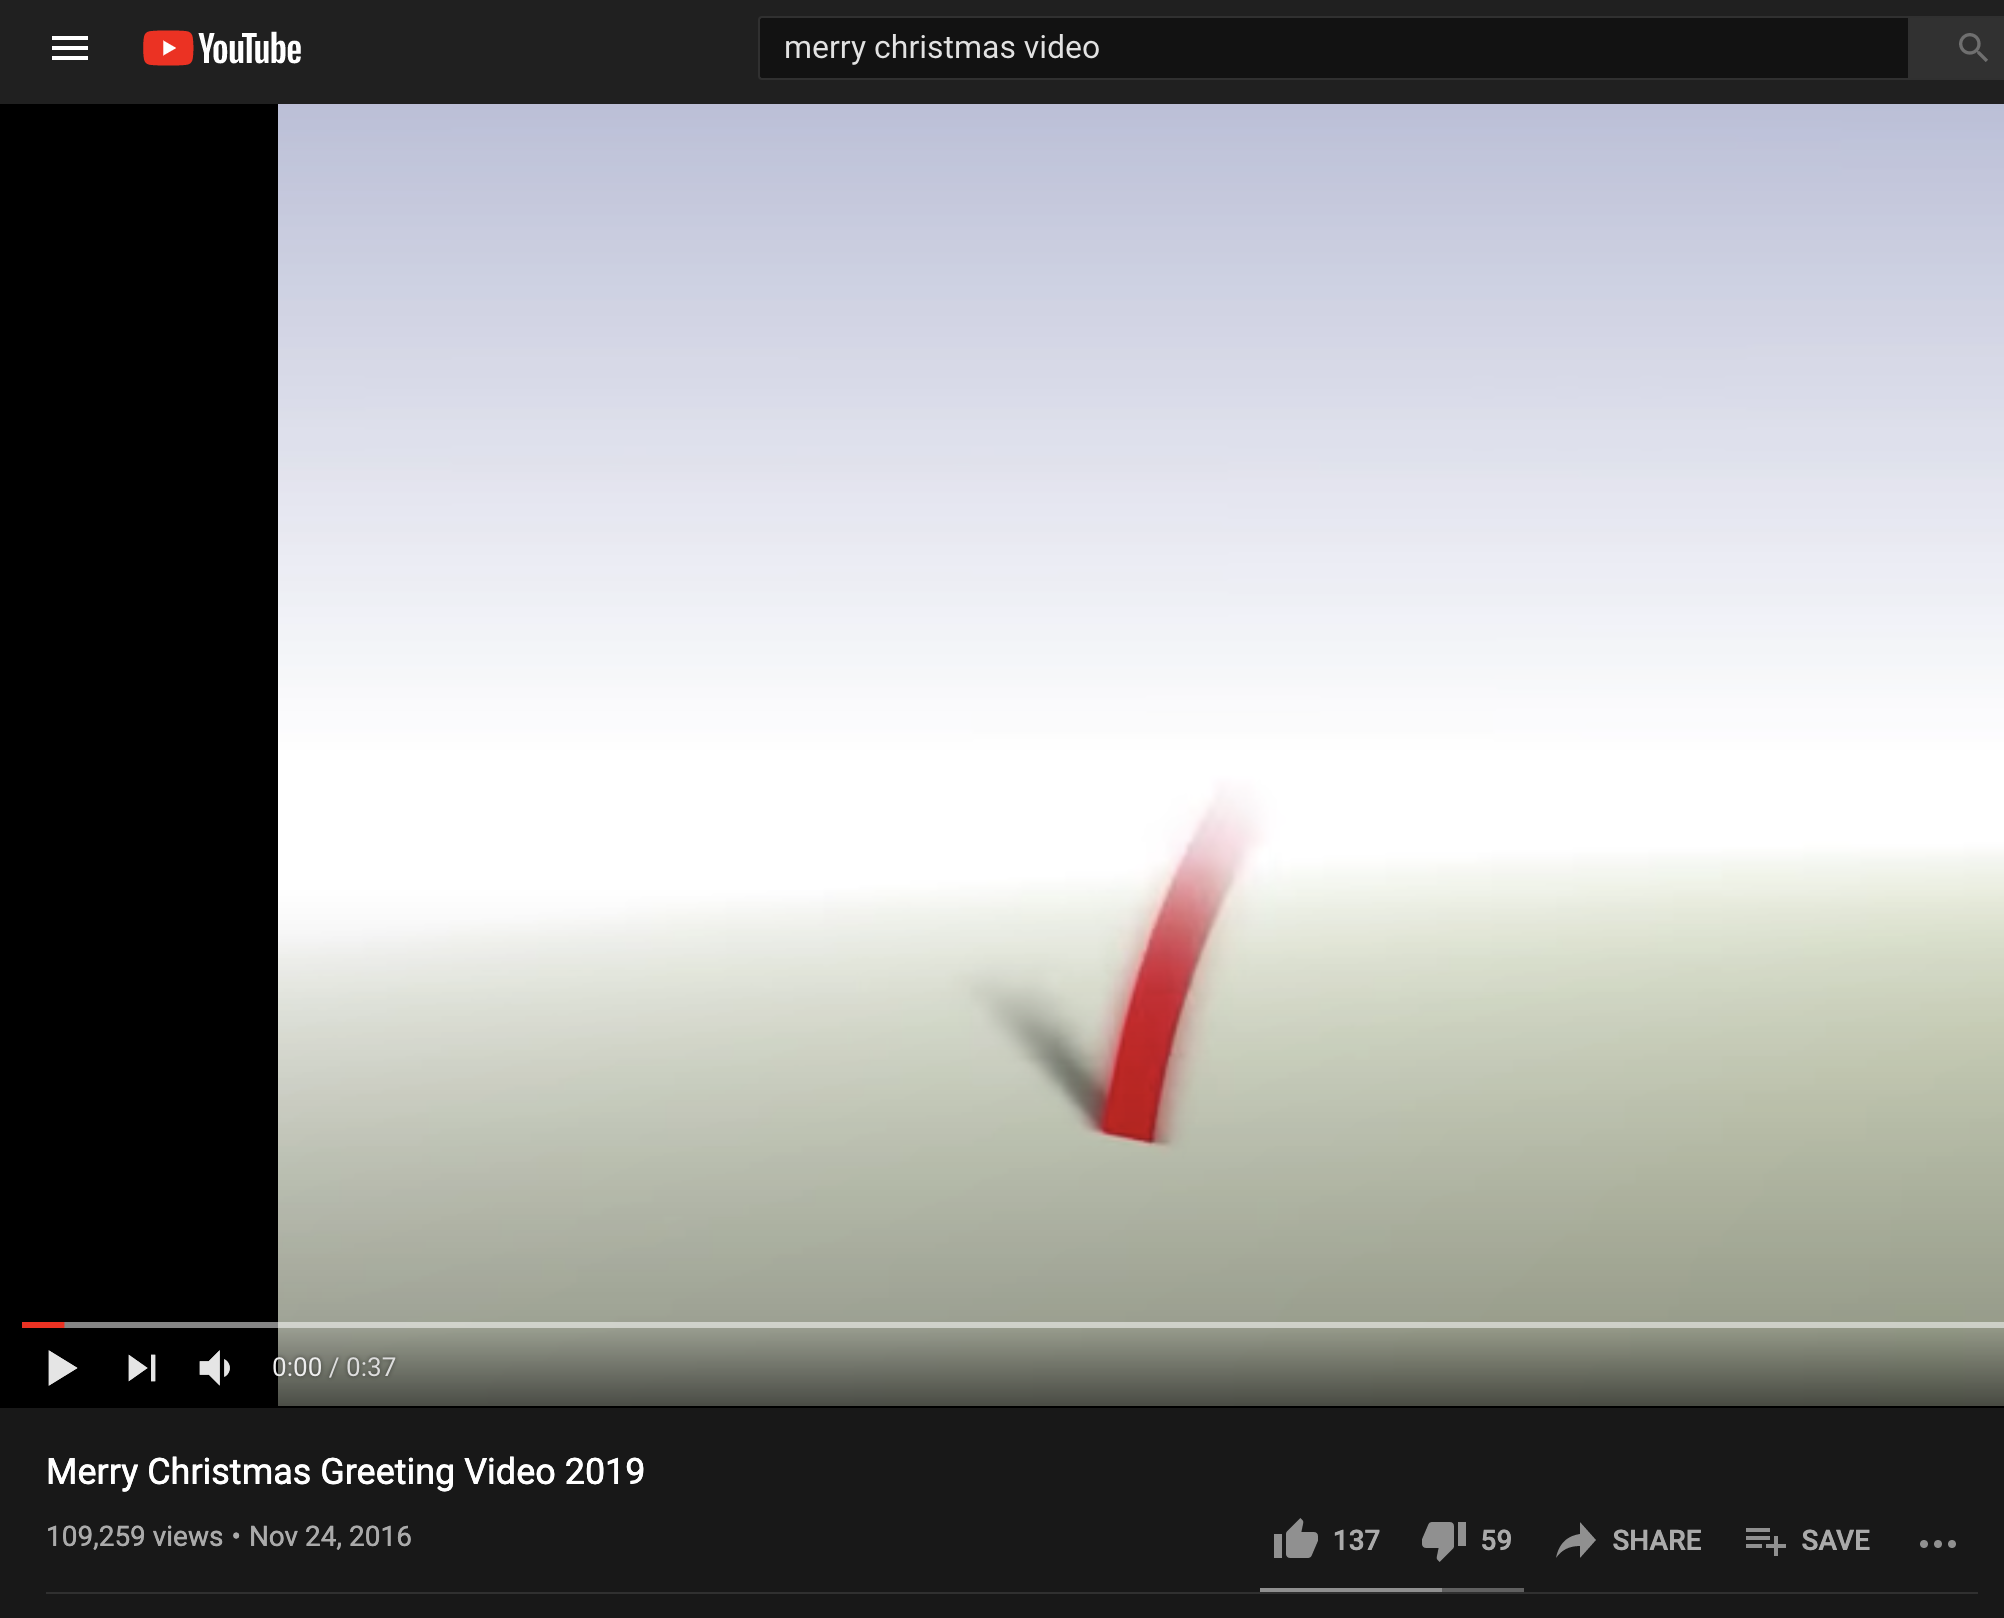 YouTube
merry christmas video
0:00 / 0:37
Merry Christmas Greeting Video 2019
109,259 views • Nov 24, 2016
137 59 SHARE SAVE